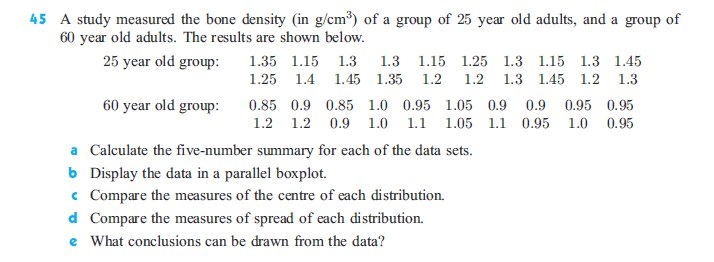 45 A study measured the bone density (in g/cm³) of a group of 25 year old adults, and a group of
60 year old adults. The results are shown below.
25 year old group: 1.35 1.15 1.3 1.3 1.15 1.25 1.3 1.15 1.3 1.45
1.25 1.4 1.45 1.35 1.2 1.2 1.3 1.45 1.2 1.3
60 year old group: 0.85 0.9 0.85 1.0 0.95 1.05 0.9 0.9 0.95 0.95
1.2 1.2 0.9 1.0 1.1 1.05 1.1 0.95 1.0 0.95
a Calculate the five-number summary for each of the data sets.
b Display the data in a parallel boxplot.
c Compare the measures of the centre of each distribution.
d Compare the measures of spread of each distribution.
e What conclusions can be drawn from the data?